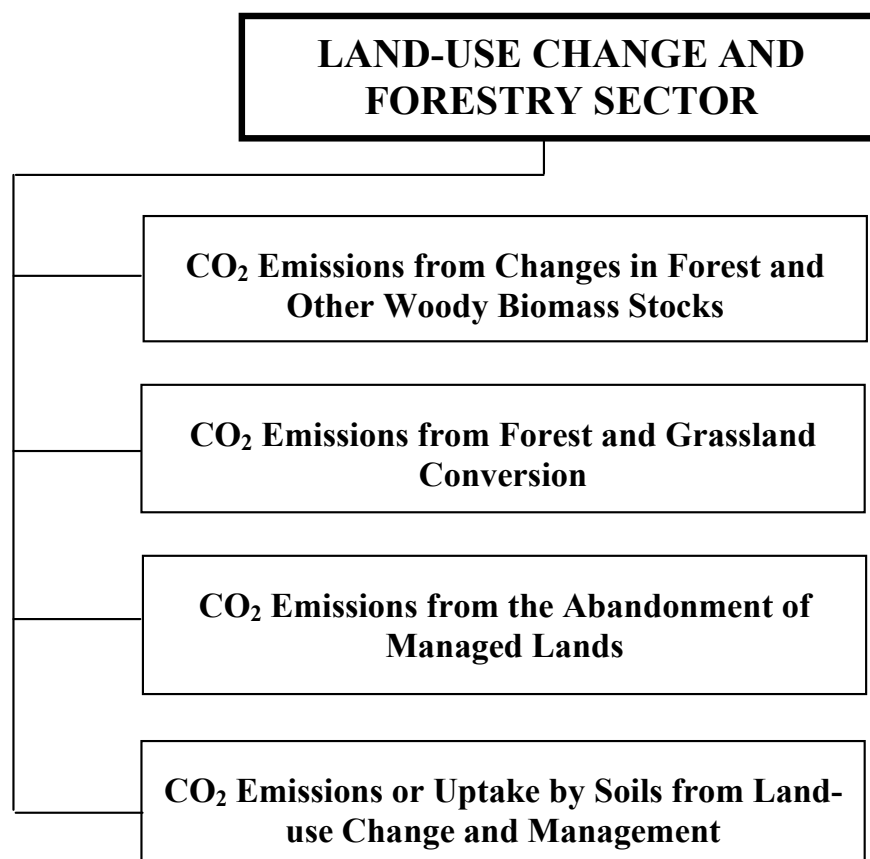 LAND-USE CHANGE AND
FORESTRY SECTOR
CO₂ Emissions from Changes in Forest and
Other Woody Biomass Stocks
CO₂ Emissions from Forest and Grassland
Conversion
CO₂ Emissions from the Abandonment of
Managed Lands
CO₂ Emissions or Uptake by Soils from Land-
use Change and Management